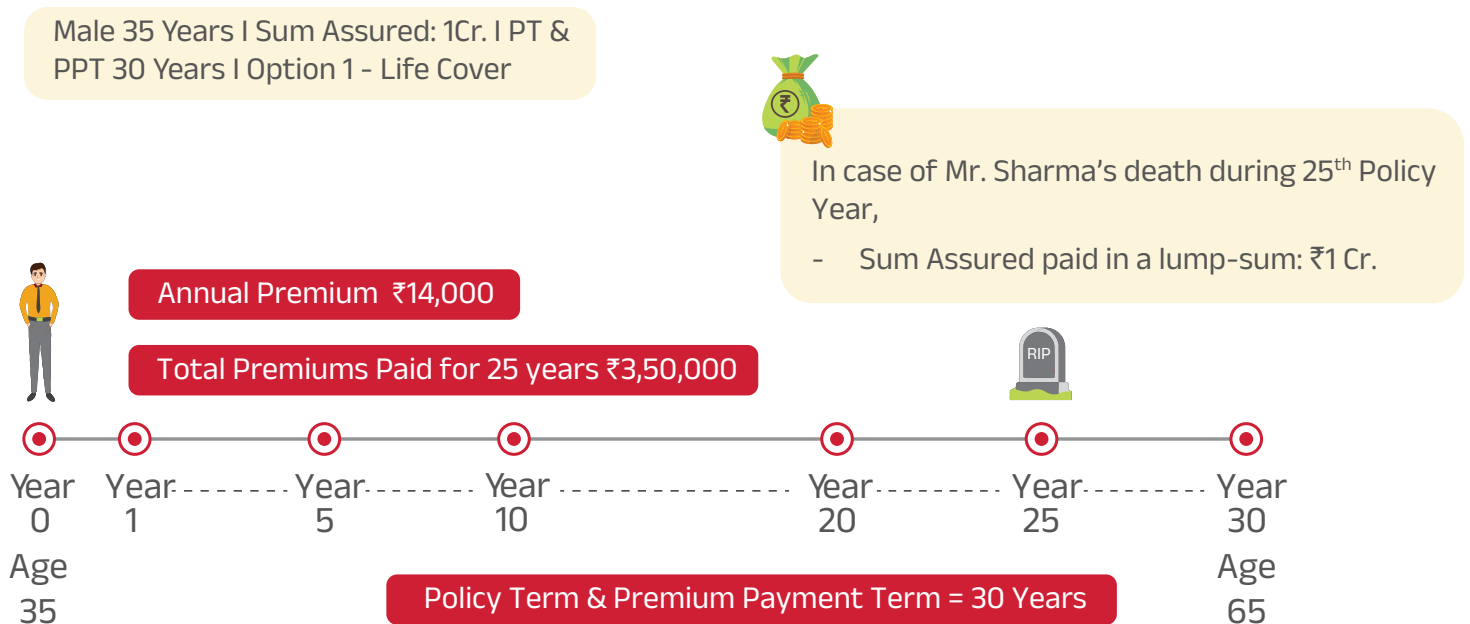 Male 35 Years I Sum Assured: 1Cr. I PT &
PPT 30 Years I Option 1 - Life Cover
₹
In case of Mr. Sharma’s death during 25th Policy
Year,
- Sum Assured paid in a lump-sum: ₹1 Cr.
Annual Premium ₹14,000
Total Premiums Paid for 25 years ₹3,50,000
RIP
Year Year Year Year Year Year Year
0 1 5 10 20 25 30
Age Age
35 65
Policy Term & Premium Payment Term = 30 Years